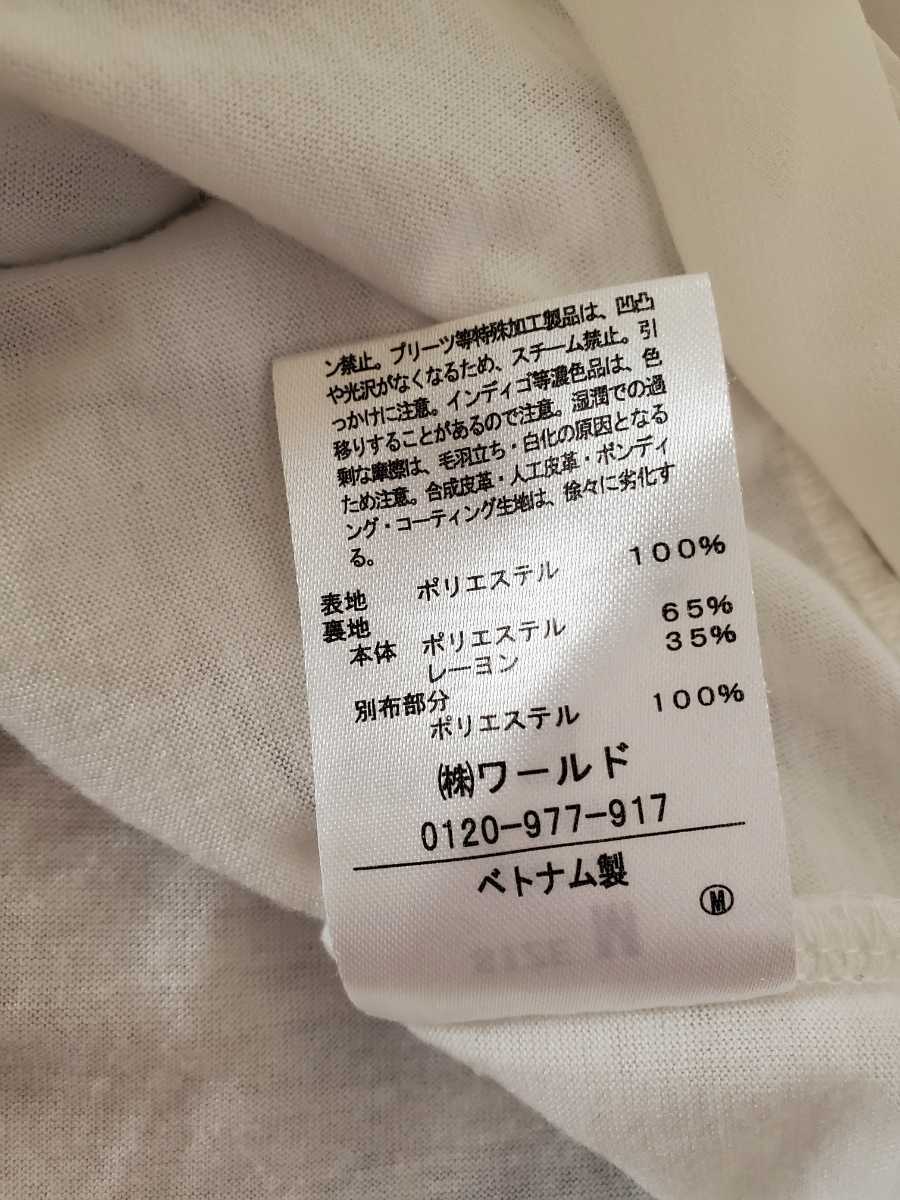 ン禁止。プリーツ等特殊加工製品は、凹凸
や光沢がなくなるため、スチーム禁止。引
っかけに注意。インディゴ等濃色品は、色
移りすることがあるので注意。湿潤での過
剰な摩擦は、毛羽立ち・白化の原因となる
ため注意。合成皮革・人工皮革・ボンディ
ング・コーティング生地は、徐々に劣化す
る。
表地 ポリエステル 100%
裏地
本体 ポリエステル 65%
レーヨン 35%
別布部分
ポリエステル 100%
㈱ワールド
0120-977-917
ベトナム製
Ⓜ